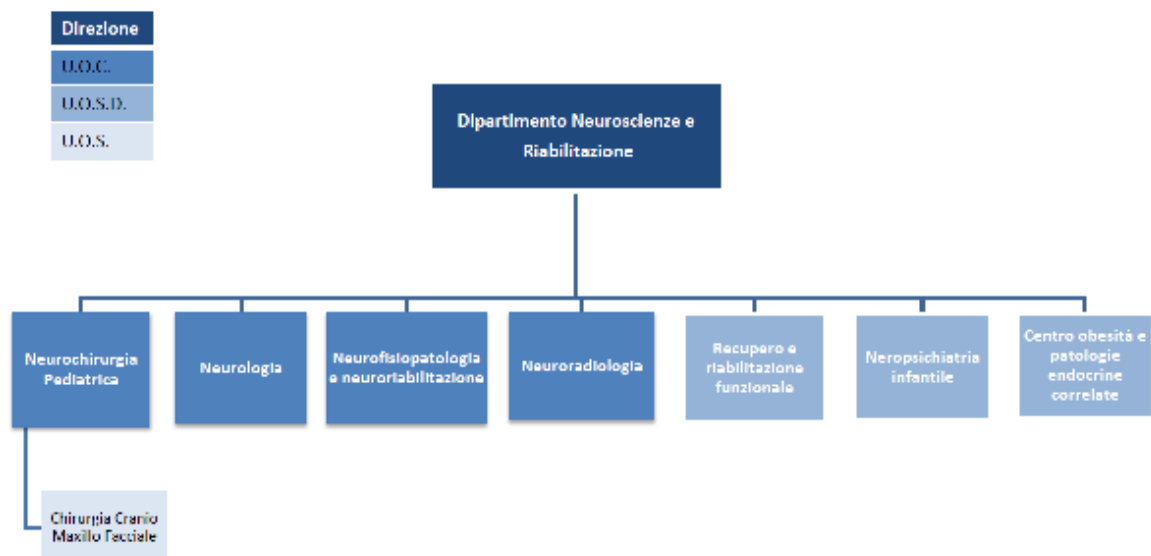 Direzione
U.O.C.
U.O.S.D.
U.O.S.
Dipartimento Neuroscienze e
Riabilitazione
Neurochirurgia
Pediatrica
Neurologia
Neurofisiopatologia
e neuroriabilitazione
Neuroradiologia
Recupero e
riabilitazione
funzionale
Neropsichiatria
infantile
Centro obesità e
patologie
endocrine
correlate
Chirurgia Cranio
Maxillo Facciale